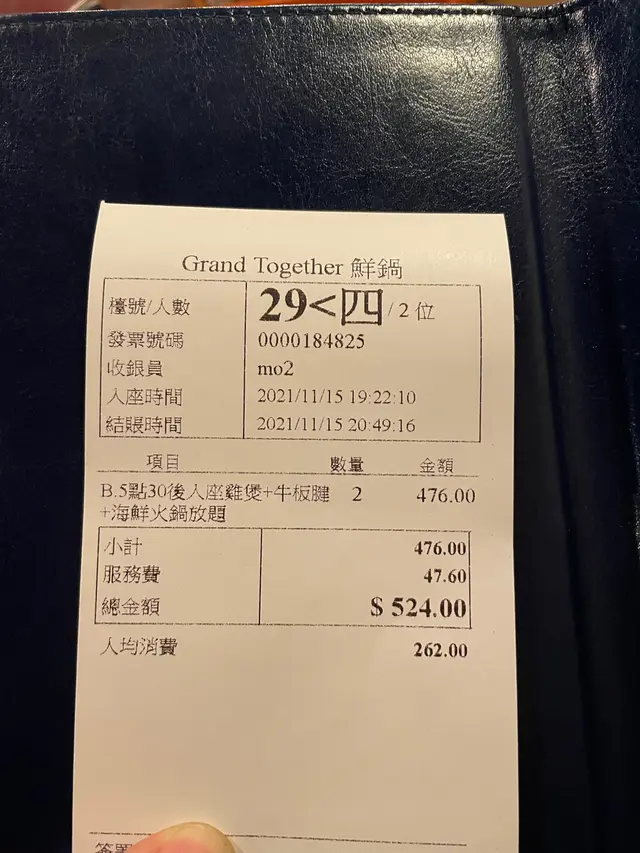 Grand Together 鮮鍋
檯號/人數 29<四 / 2 位
發票號碼 0000184825
收銀員 mo2
入座時間 2021/11/15 19:22:10
結賬時間 2021/11/15 20:49:16
項目 數量 金額
B.5點30後入座雞煲+牛板腱 2 476.00
+海鮮火鍋放題
小計 476.00
服務費 47.60
總金額 $ 524.00
人均消費 262.00